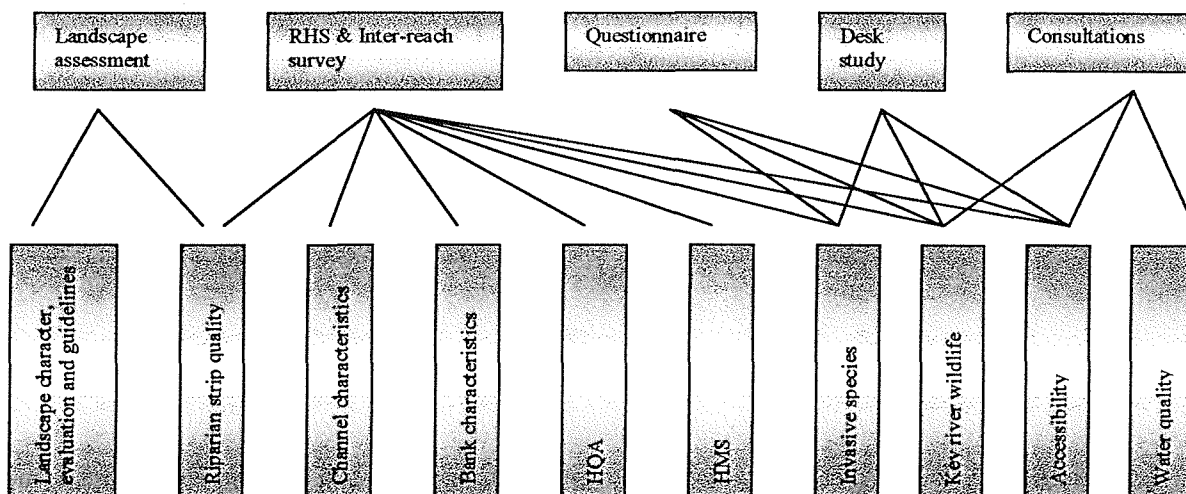 Landscape
assessment
RHS & Inter-reach
survey
Questionnaire
Desk
study
Consultations
Landscape character,
evaluation and guidelines
Riparian strip quality
Channel characteristics
Bank characteristics
HQA
HMS
Invasive species
Key river wildlife
Accessibility
Water quality